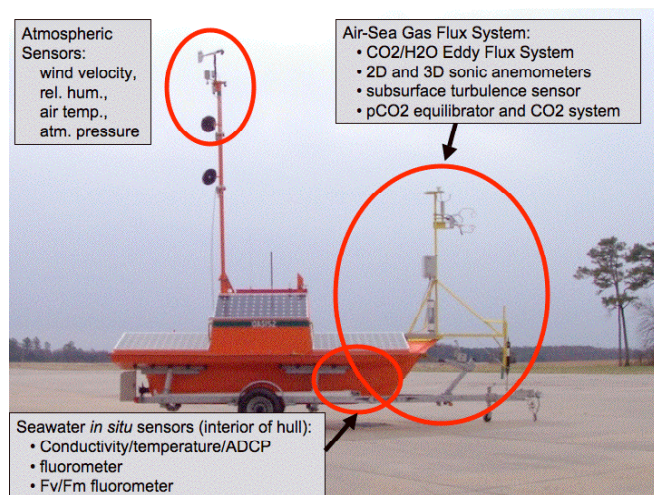 Atmospheric
Sensors:
wind velocity,
rel. hum.,
air temp.,
atm. pressure
Air-Sea Gas Flux System:
• CO2/H2O Eddy Flux System
• 2D and 3D sonic anemometers
• subsurface turbulence sensor
• pCO2 equilibrator and CO2 system
OASIS-2
Seawater in situ sensors (interior of hull):
• Conductivity/temperature/ADCP
• fluorometer
• Fv/Fm fluorometer